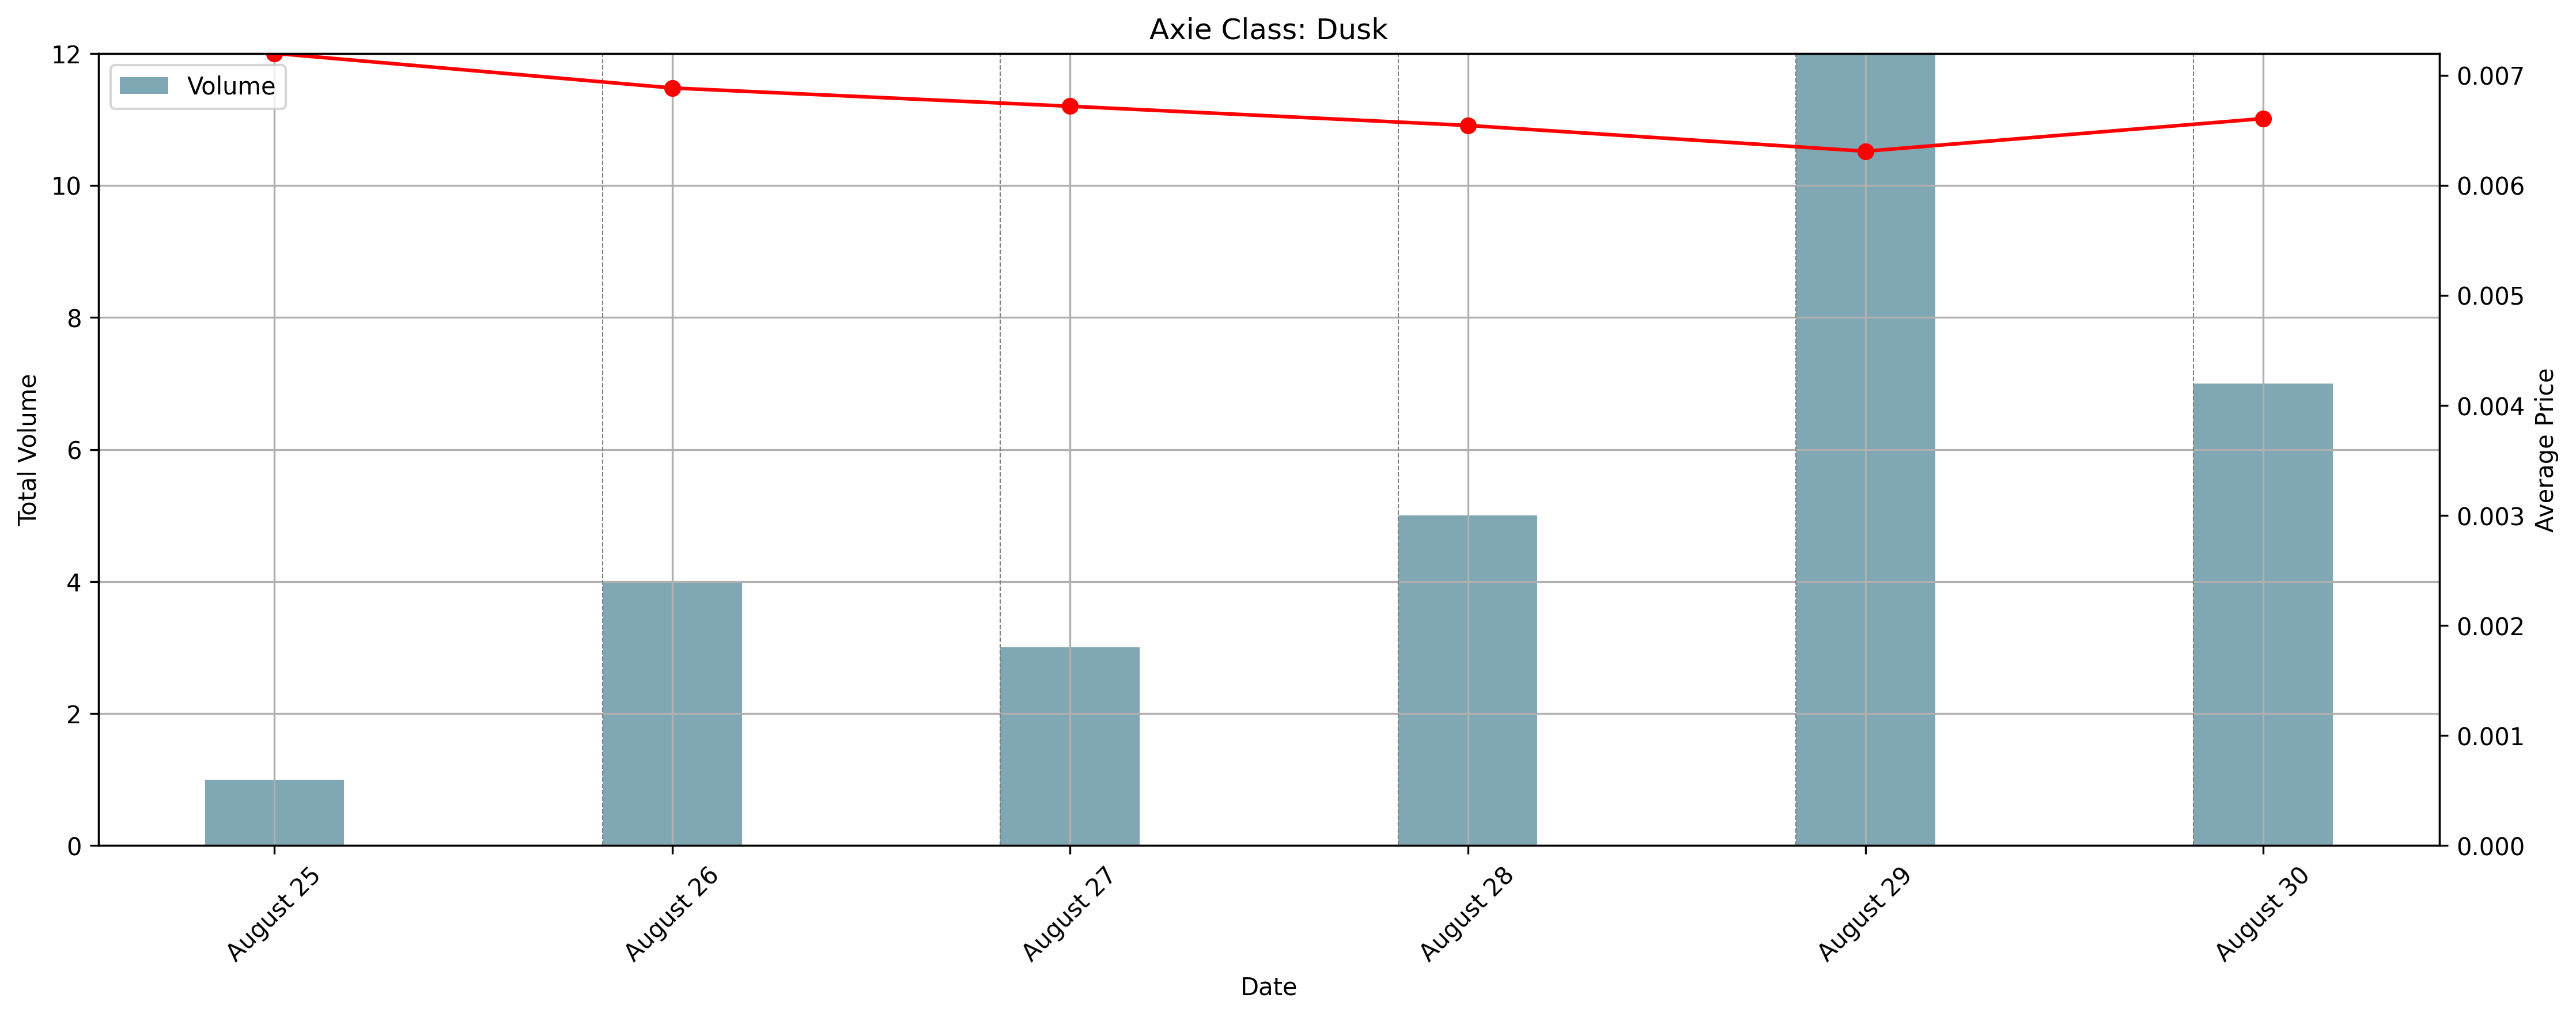 Axie Class: Dusk
Volume
Total Volume
12
10
8
6
4
2
0
0.007
0.006
0.005
0.004
0.003
0.002
0.001
0.000
Average Price
August 25
August 26
August 27
August 28
August 29
August 30
Date